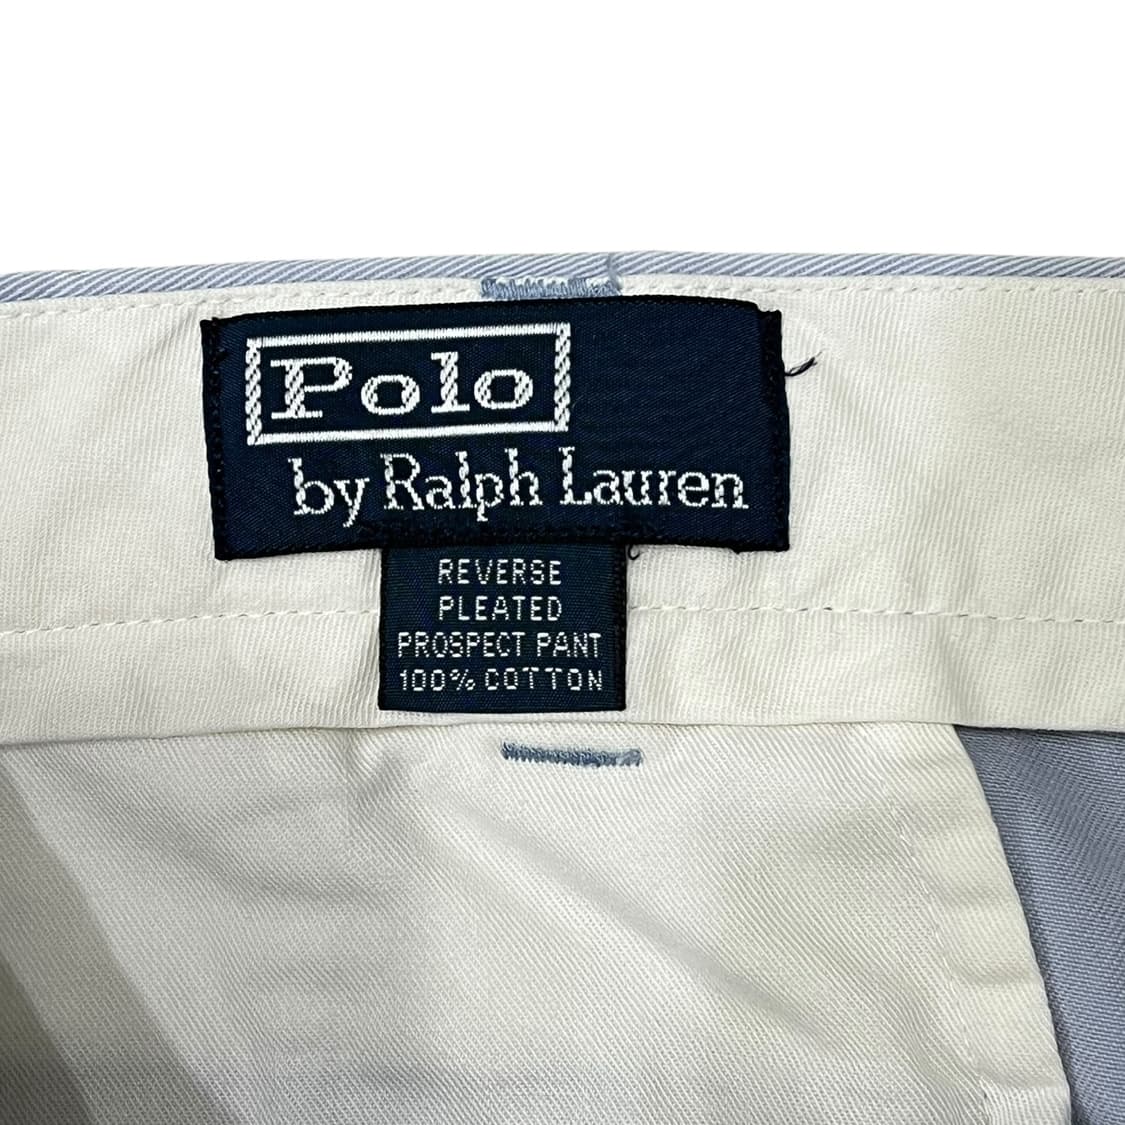 Polo
by Ralph Lauren
REVERSE
PLEATED
PROSPECT PANT
100% COTTON